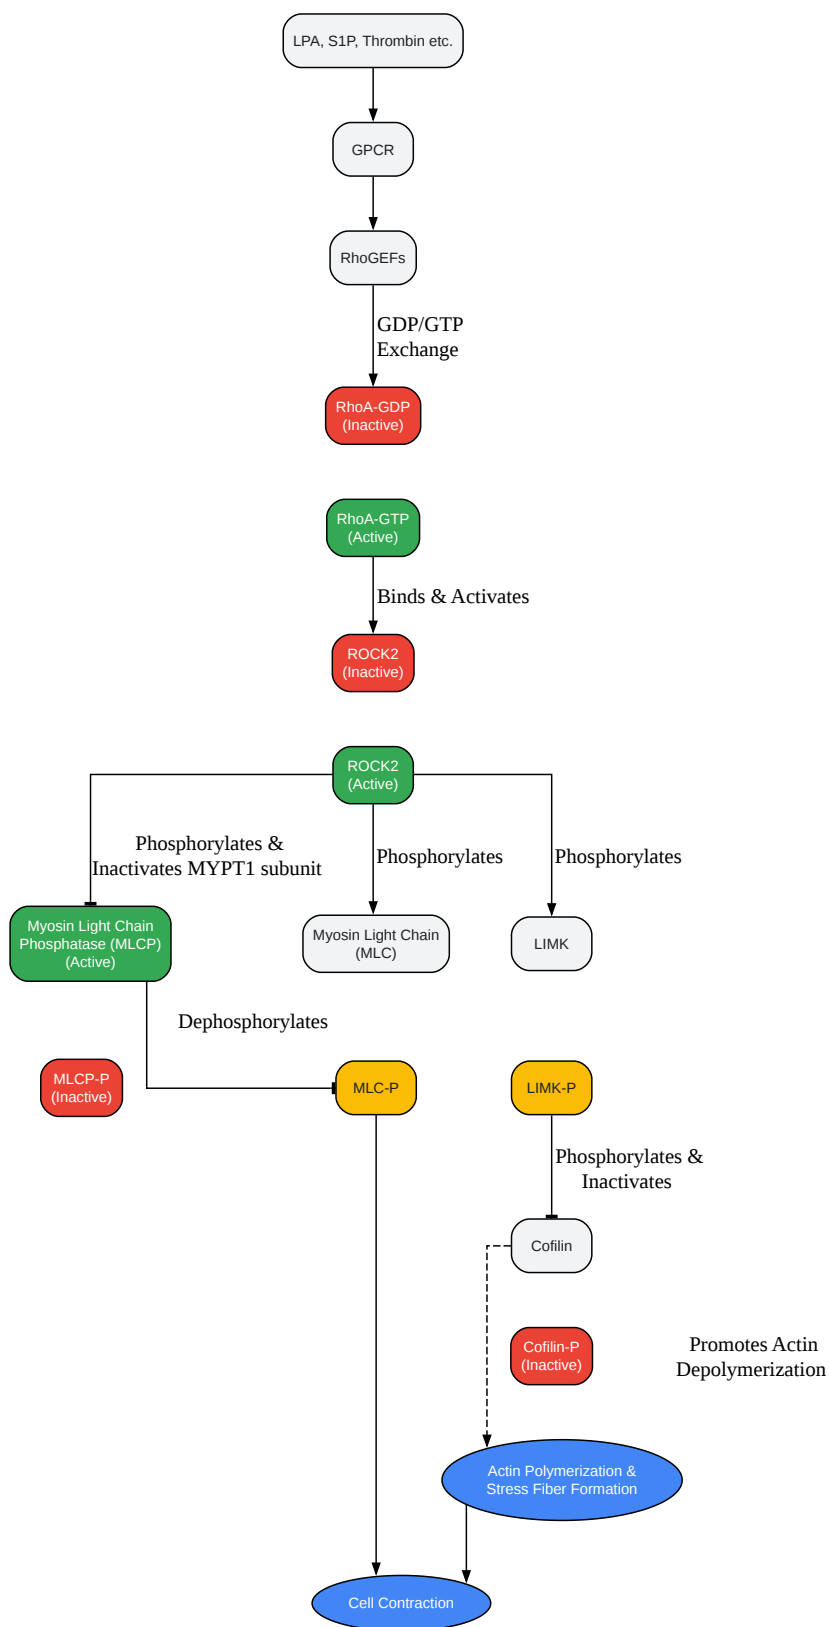 LPA, S1P, Thrombin etc.
GPCR
RhoGEFs
GDP/GTP
Exchange
RhoA-GDP
(Inactive)
RhoA-GTP
(Active)
Binds & Activates
ROCK2
(Inactive)
ROCK2
(Active)
Phosphorylates &
Inactivates MYPT1 subunit
Phosphorylates
Phosphorylates
Myosin Light Chain
Phosphatase (MLCP)
(Active)
Myosin Light Chain
(MLC)
LIMK
Dephosphorylates
MLCP-P
(Inactive)
MLC-P
LIMK-P
Phosphorylates &
Inactivates
Cofilin
Cofilin-P
(Inactive)
Promotes Actin
Depolymerization
Actin Polymerization &
Stress Fiber Formation
Cell Contraction